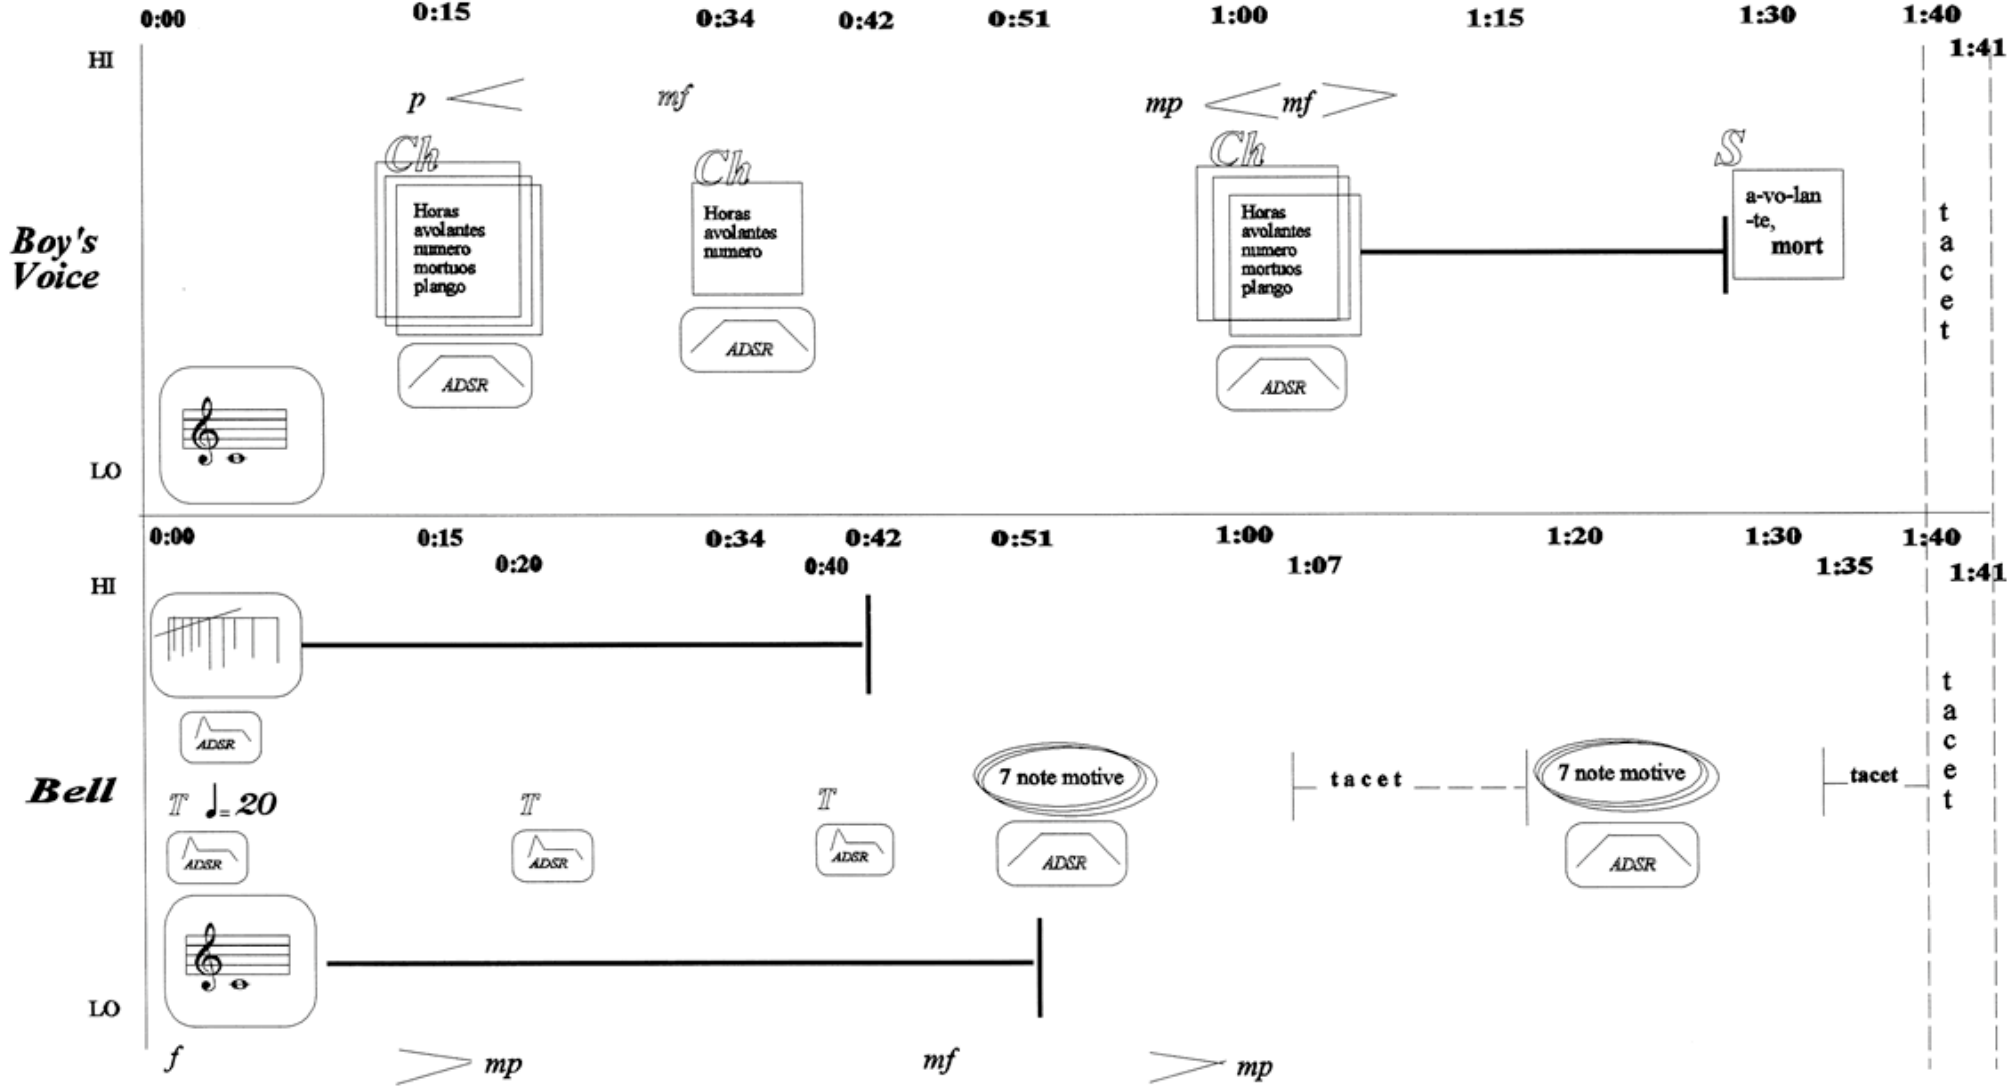 0:00 0:15 0:34 0:42 0:51 1:00 1:15 1:30 1:40
1:41
HI
p mf mp mf
Ch Ch Ch S
Horas
avolantes
numero
mortuos
plango
Horas
avolantes
numero
Horas
avolantes
numero
mortuos
plango
a-vo-lan
-te,
mort
Boy's
Voice
tacet
ADSR ADSR ADSR
LO
0:00 0:15 0:34 0:42 0:51 1:00 1:20 1:30 1:40
0:20 0:40 1:07 1:35 1:41
HI
ADSR
Bell
T ♩= 20 T T
7 note motive
tacet
7 note motive
tacet
tacet
ADSR ADSR ADSR ADSR ADSR
LO
f mp mf mp